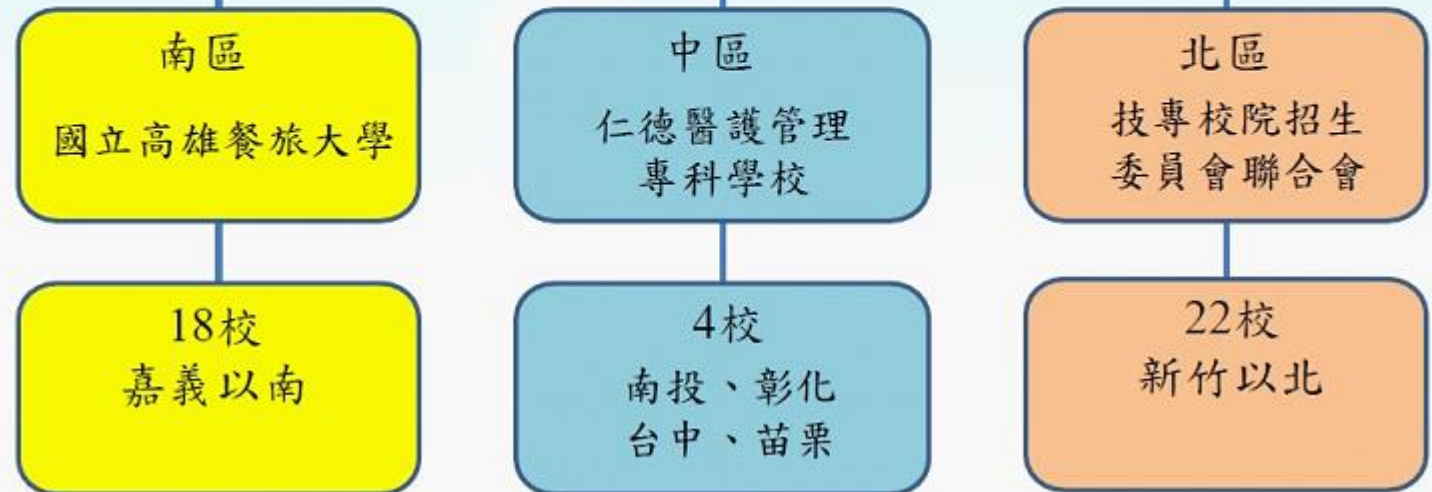 南區
國立高雄餐旅大學
中區
仁德醫護管理
專科學校
北區
技專校院招生
委員會聯合會
18校
嘉義以南
4校
南投、彰化
台中、苗栗
22校
新竹以北